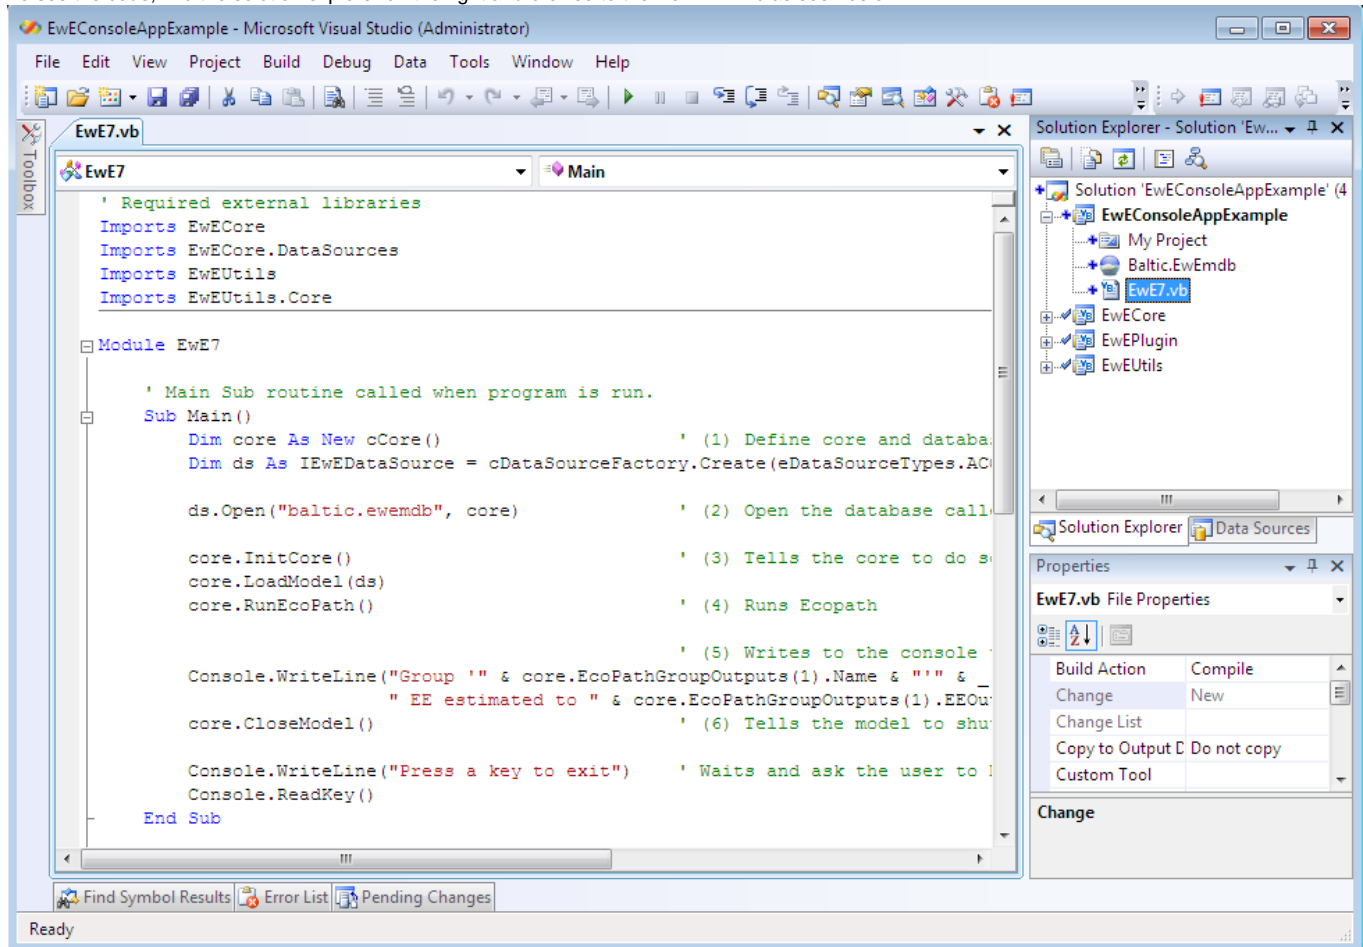 EwEConsoleAppExample - Microsoft Visual Studio (Administrator)
File Edit View Project Build Debug Data Tools Window Help
Toolbox
EwE7.vb
EwE7
Main
' Required external libraries
Imports EwECore
Imports EwECore.DataSources
Imports EwEUtils
Imports EwEUtils.Core
Module EwE7
' Main Sub routine called when program is run.
Sub Main()
Dim core As New cCore() ' (1) Define core and databa
Dim ds As IEwEDataSource = cDataSourceFactory.Create(eDataSourceTypes.AC
ds.Open("baltic.ewemdb", core) ' (2) Open the database call
core.InitCore() ' (3) Tells the core to do s
core.LoadModel(ds)
core.RunEcoPath() ' (4) Runs Ecopath
' (5) Writes to the console
Console.WriteLine("Group '" & core.EcoPathGroupOutputs(1).Name & "'" & _
" EE estimated to " & core.EcoPathGroupOutputs(1).EEOu
core.CloseModel() ' (6) Tells the model to shu
Console.WriteLine("Press a key to exit") ' Waits and ask the user to
Console.ReadKey()
End Sub
Solution Explorer - Solution 'Ew...
Solution 'EwEConsoleAppExample' (4
EwEConsoleAppExample
My Project
Baltic.EwEmdb
EwE7.vb
EwECore
EwEPlugin
EwEUtils
Solution Explorer Data Sources
Properties
EwE7.vb File Properties
Build Action Compile
Change New
Change List
Copy to Output D Do not copy
Custom Tool
Change
Find Symbol Results Error List Pending Changes
Ready